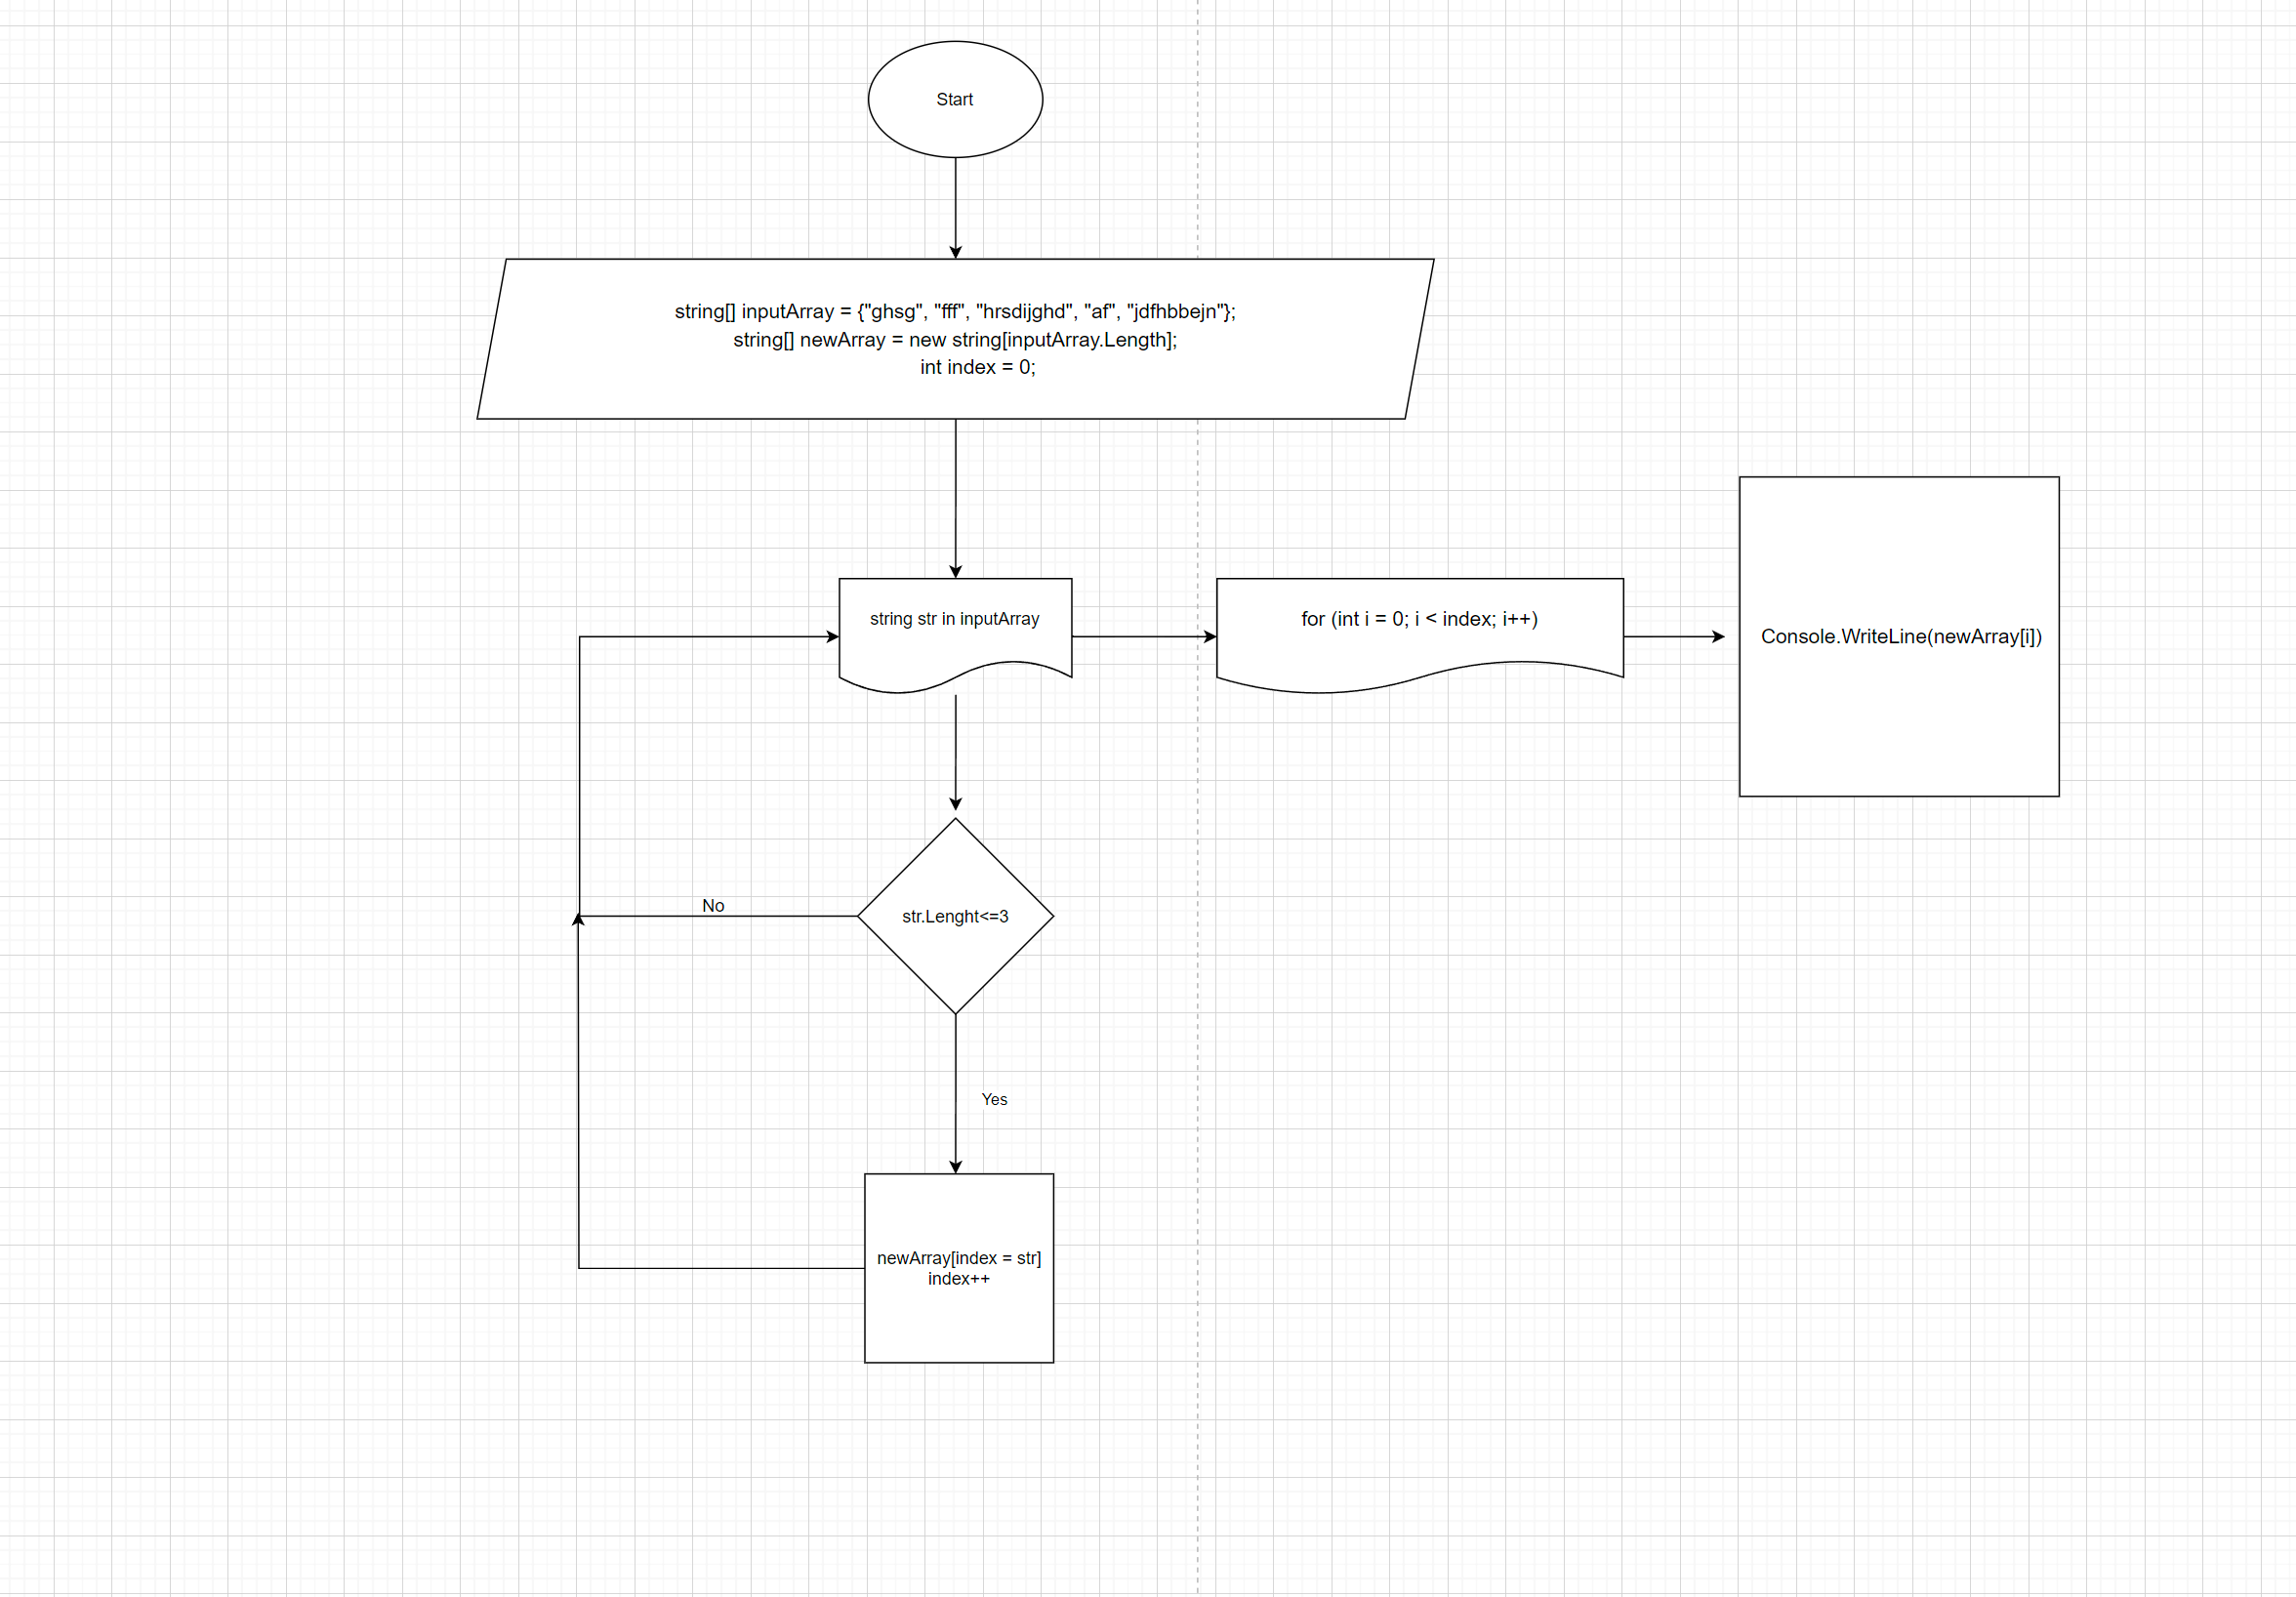 Start
string[] inputArray = {"ghsg", "fff", "hrsdijghd", "af", "jdfhbbejn"};
string[] newArray = new string[inputArray.Length];
int index = 0;
string str in inputArray
for (int i = 0; i < index; i++)
Console.WriteLine(newArray[i])
No
str.Lenght<=3
Yes
newArray[index = str]
index++